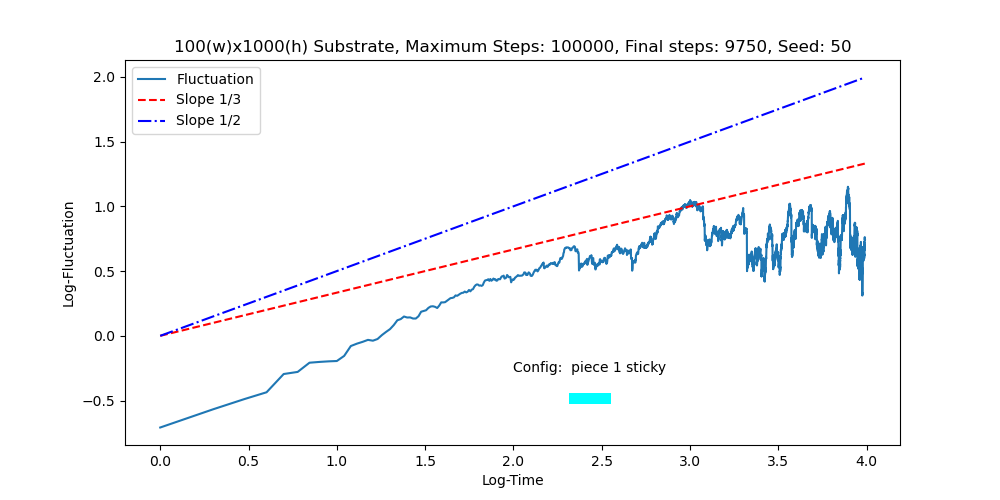 100(w)x1000(h) Substrate, Maximum Steps: 100000, Final steps: 9750, Seed: 50
Fluctuation
Slope 1/3
Slope 1/2
2.0
1.5
1.0
0.5
0.0
−0.5
Log-Fluctuation
Config:  piece 1 sticky
0.0 0.5 1.0 1.5 2.0 2.5 3.0 3.5 4.0
Log-Time